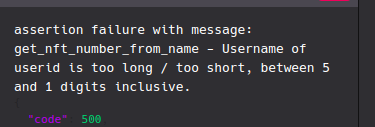 assertion failure with message:
get_nft_number_from_name - Username of
userid is too long / too short, between 5
and 1 digits inclusive.
"code" 500